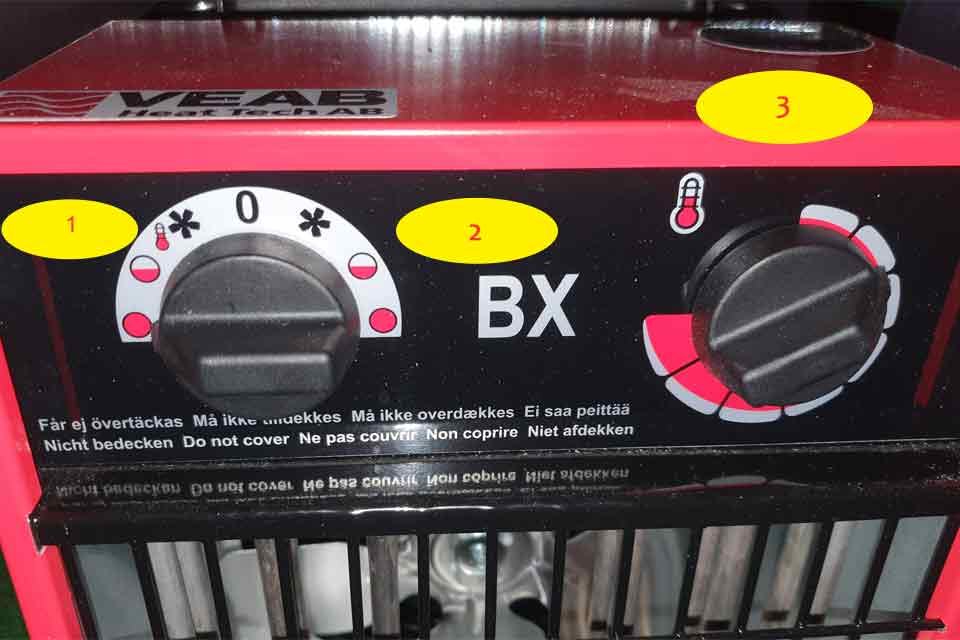 VEAB
Heat Tech AB
3
1
0
2
BX
Får ej övertäckas Må ikke tildekkes Må ikke overdækkes Ei saa peittää
Nicht bedecken Do not cover Ne pas couvrir Non coprire Niet afdekken